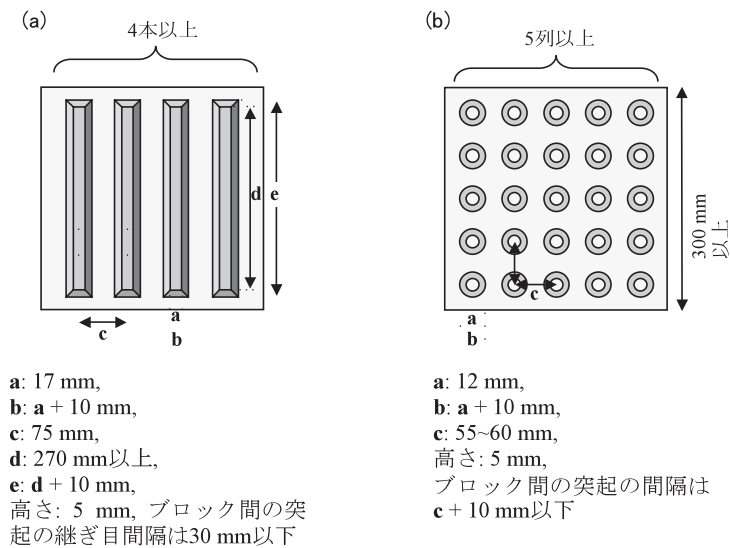 (a)
4本以上
d
e
a
c
b
a: 17 mm,
b: a + 10 mm,
c: 75 mm,
d: 270 mm以上,
e: d + 10 mm,
高さ: 5 mm, ブロック間の突
起の継ぎ目間隔は30 mm以下
(b)
5列以上
300 mm
以上
c
a
b
a: 12 mm,
b: a + 10 mm,
c: 55~60 mm,
高さ: 5 mm,
ブロック間の突起の間隔は
c + 10 mm以下